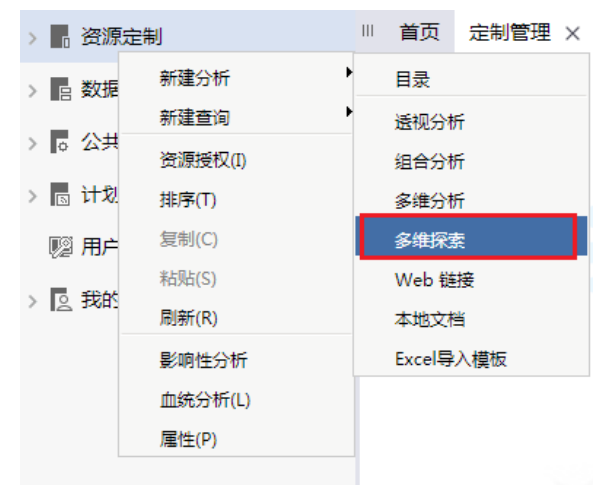 资源定制
首页
定制管理
数据
公共
计划
用户
我的
新建分析
新建查询
资源授权(I)
排序(T)
复制(C)
粘贴(S)
刷新(R)
影响性分析
血统分析(L)
属性(P)
目录
透视分析
组合分析
多维分析
多维探索
Web 链接
本地文档
Excel导入模板